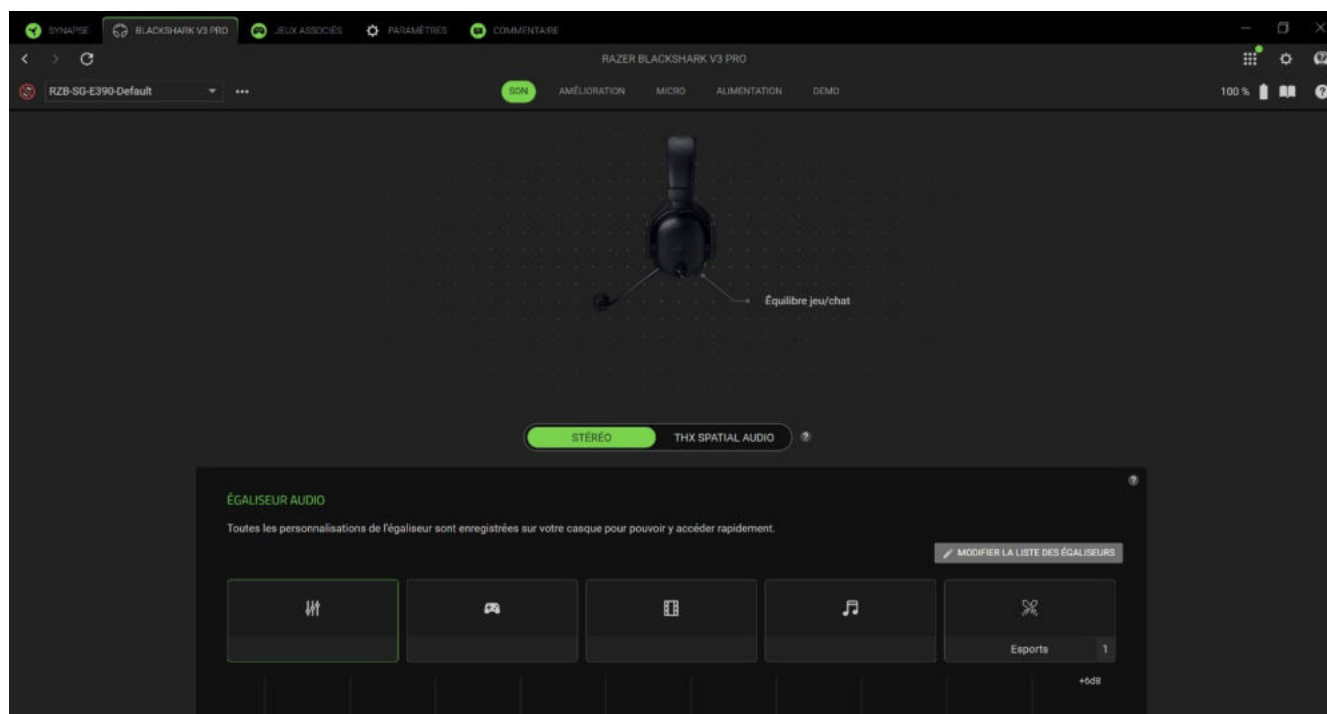 SYNAPSE BLACKSHARK V3 PRO JEUX ASSOCIÉS PARAMÈTRES COMMENTAIRE
RAZER BLACKSHARK V3 PRO
RZB-SG-E390-Default SON AMÉLIORATION MICRO ALIMENTATION DEMO 100 %
Équilibre jeu/chat
STÉRÉO THX SPATIAL AUDIO
ÉGALISEUR AUDIO
Toutes les personnalisations de l'égaliseur sont enregistrées sur votre casque pour pouvoir y accéder rapidement.
MODIFIER LA LISTE DES ÉGALISEURS
Esports 1
+6dB